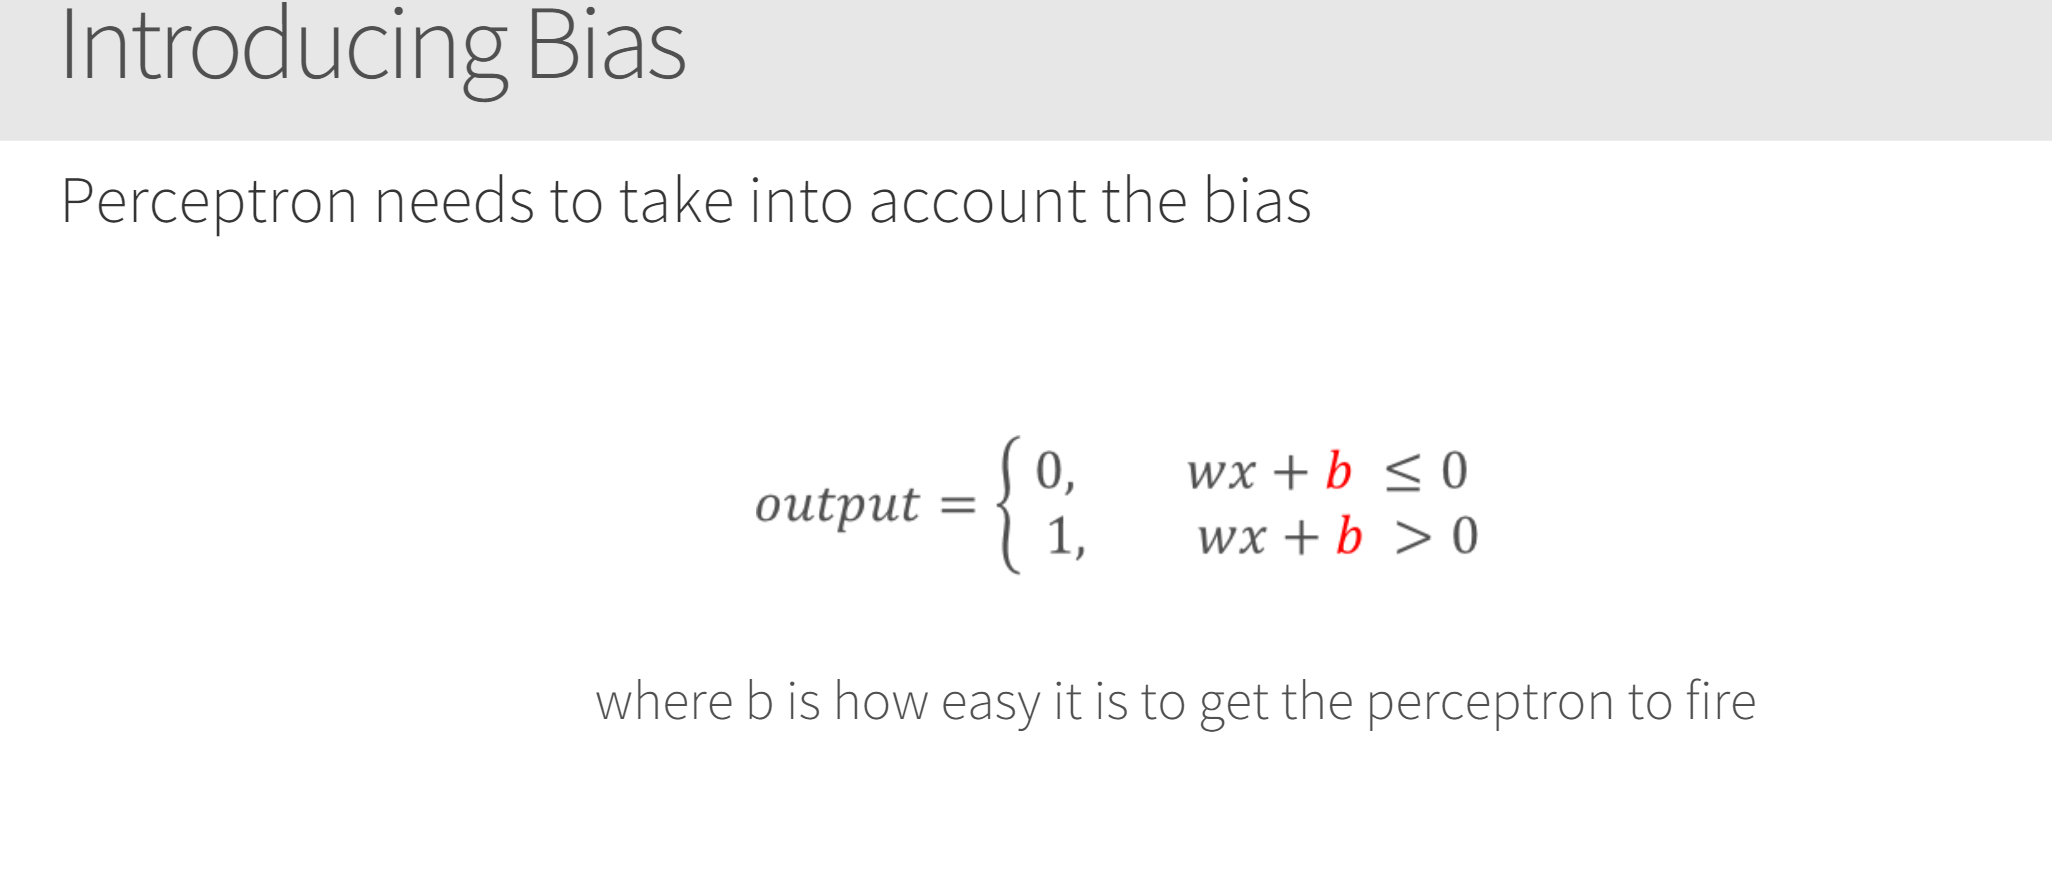 Introducing Bias
Perceptron needs to take into account the bias
output = { 0, wx + b ≤ 0
1, wx + b > 0
where b is how easy it is to get the perceptron to fire